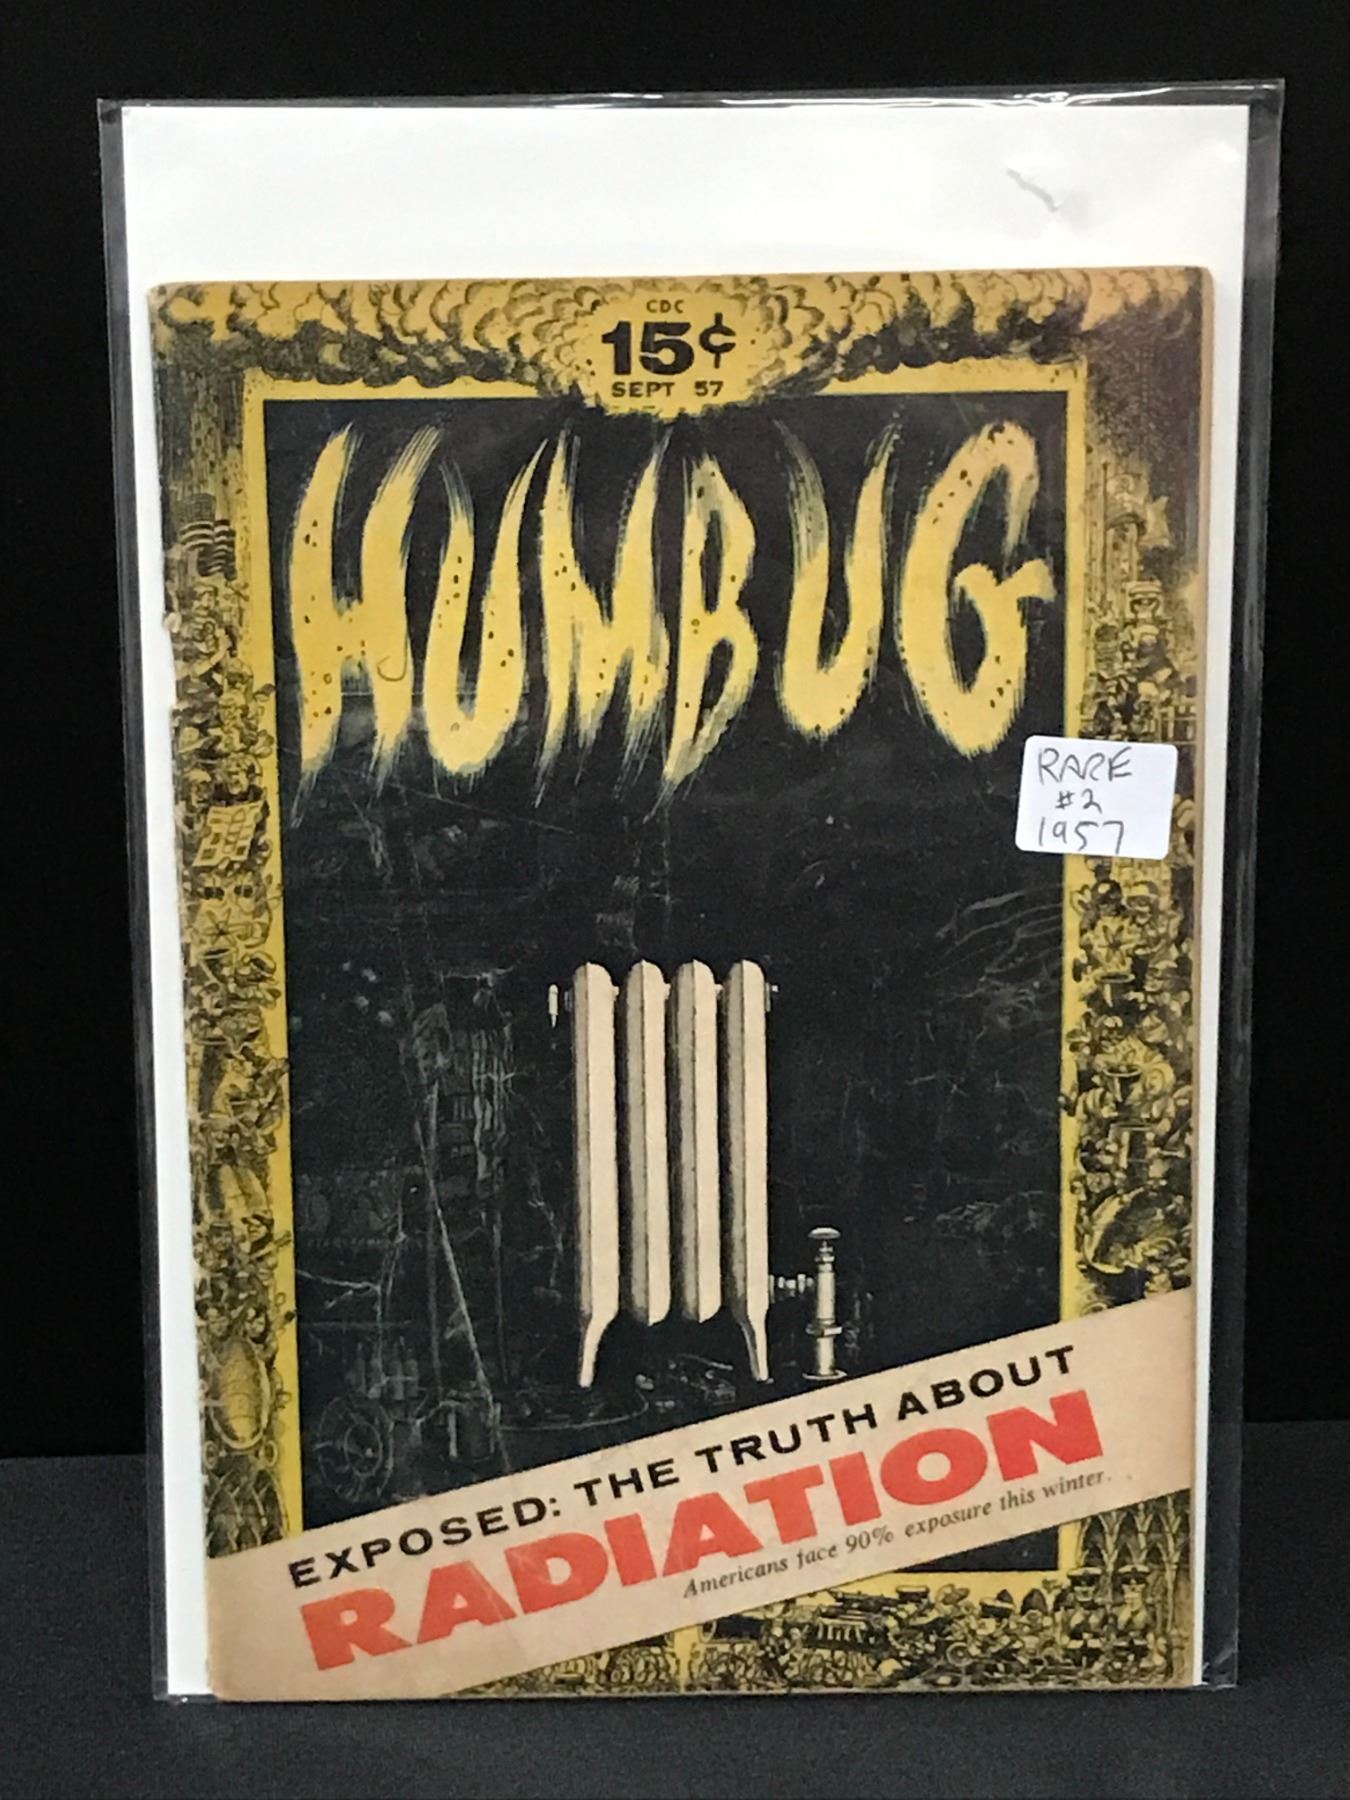 CDC
15¢
SEPT 57
HUMBUG
RARE
#2
1957
EXPOSED: THE TRUTH ABOUT
RADIATION
Americans face 90% exposure this winter. . .